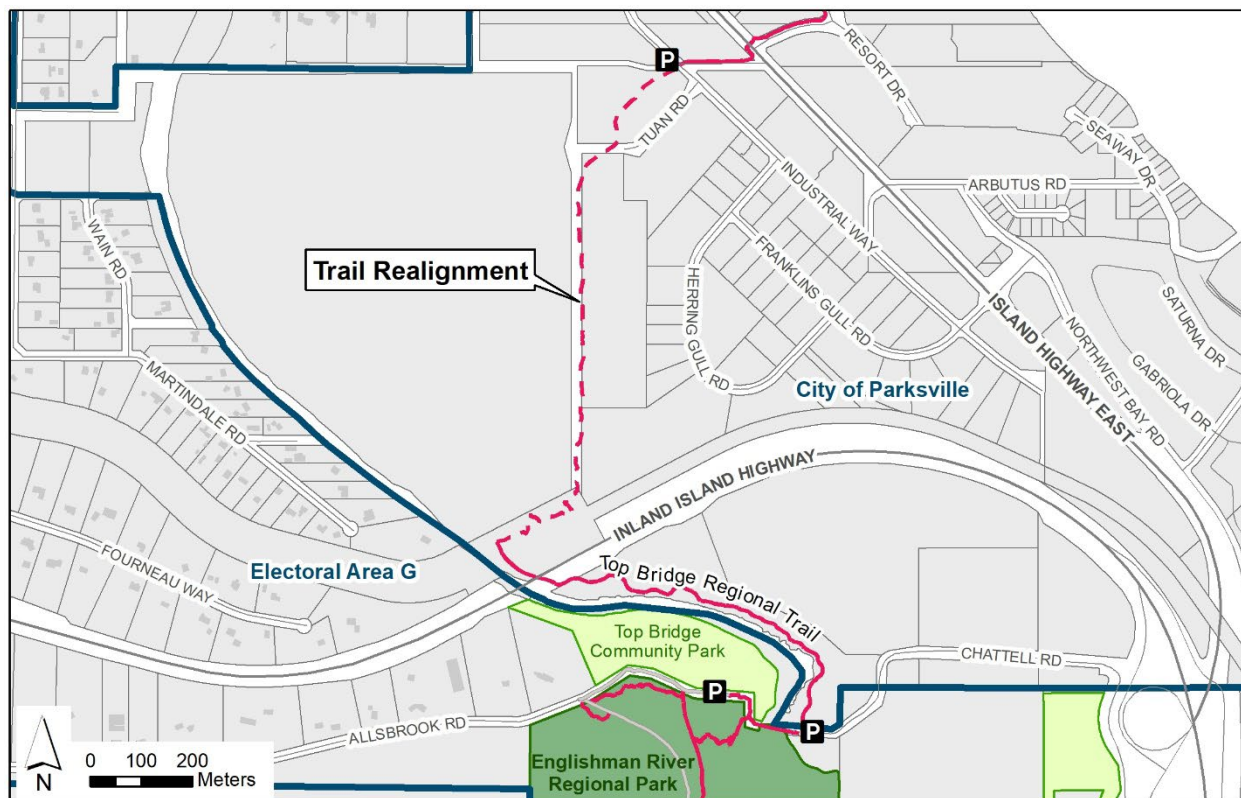 P
RESORT DR
TUAN RD
SEAWAY DR
ARBUTUS RD
INDUSTRIAL WAY
WAIN RD
Trail Realignment
FRANKLINS GULL RD
HERRING GULL RD
ISLAND HIGHWAY EAST
NORTHWEST BAY RD
SATURNA DR
GABRIOLA DR
MARTINDALE RD
City of Parksville
INLAND ISLAND HIGHWAY
FOURNEAU WAY
Electoral Area G
Top Bridge Regional Trail
Top Bridge
Community Park
CHATTELL RD
P
P
ALLSBROOK RD
Englishman River
Regional Park
N
0 100 200
Meters